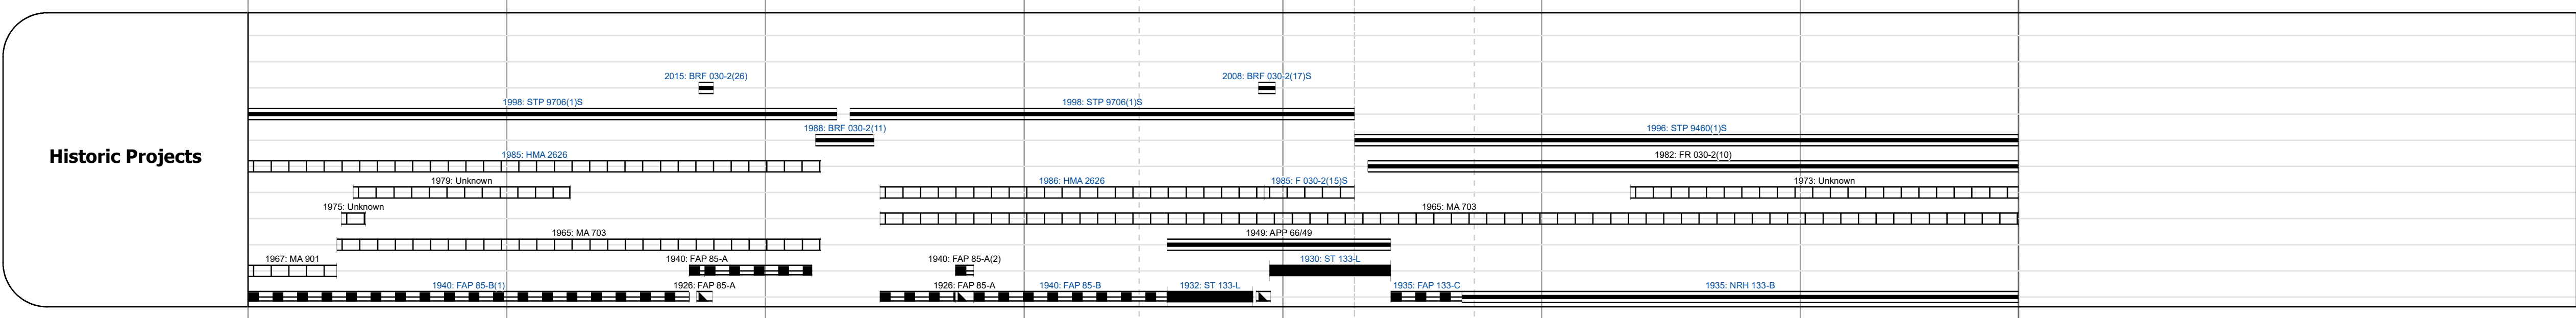 2015: BRF 030-2(26)
2008: BRF 030-2(17)S
1998: STP 9706(1)S
1998: STP 9706(1)S
1988: BRF 030-2(11)
1996: STP 9460(1)S
Historic Projects
1985: HMA 2626
1982: FR 030-2(10)
1979: Unknown
1986: HMA 2626
1985: F 030-2(15)S
1973: Unknown
1975: Unknown
1965: MA 703
1965: MA 703
1949: APP 66/49
1967: MA 901
1940: FAP 85-A
1940: FAP 85-A(2)
1930: ST 133-L
1940: FAP 85-B(1)
1926: FAP 85-A
1926: FAP 85-A
1940: FAP 85-B
1932: ST 133-L
1935: FAP 133-C
1935: NRH 133-B